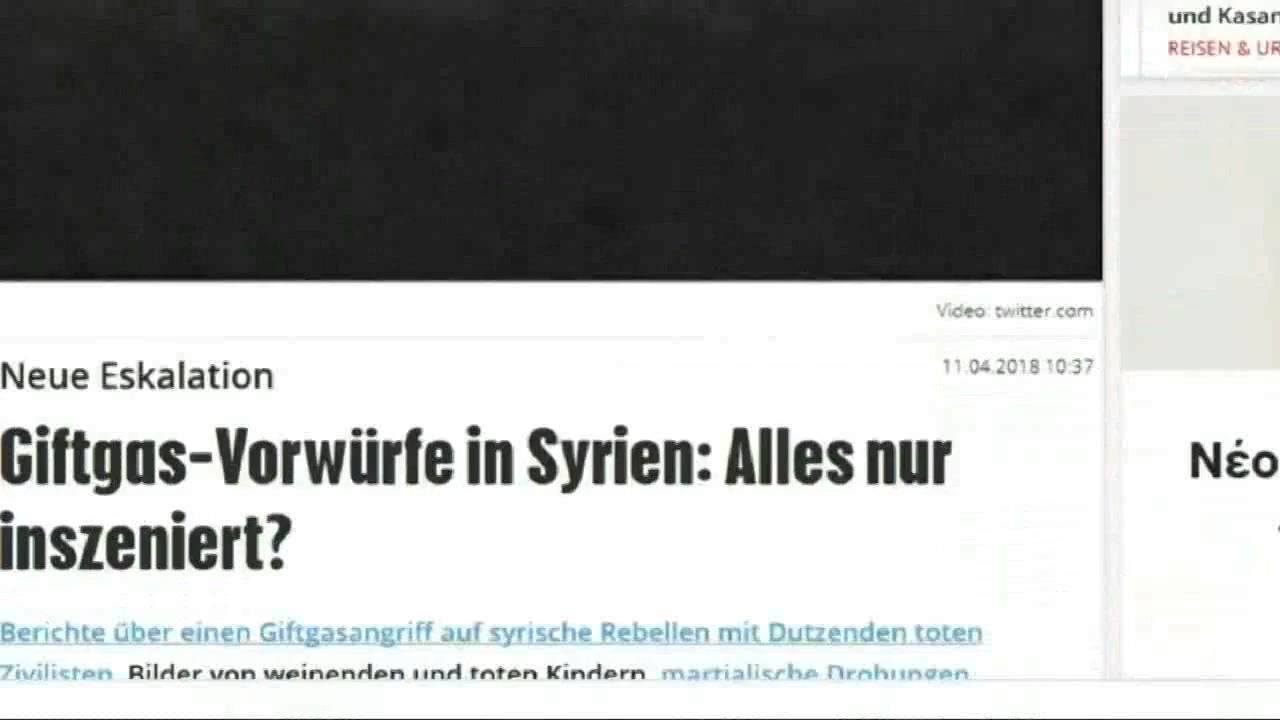 und Kasan
REISEN & UR
Video: twitter.com
Neue Eskalation
11.04.2018 10:37
Giftgas-Vorwürfe in Syrien: Alles nur
inszeniert?
Berichte über einen Giftgasangriff auf syrische Rebellen mit Dutzenden toten
Zivilisten, Bilder von weinenden und toten Kindern, martialische Drohungen
Νέο